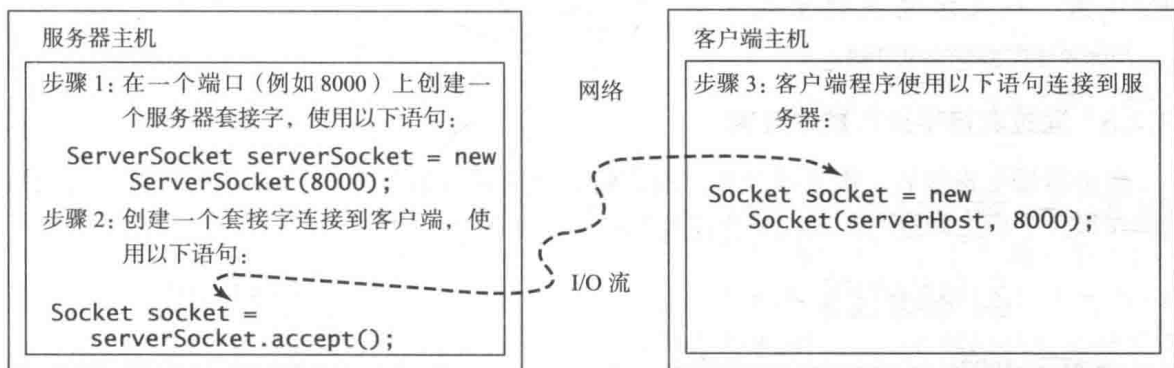 服务器主机
步骤 1: 在一个端口（例如 8000）上创建一
个服务器套接字，使用以下语句:
ServerSocket serverSocket = new
ServerSocket(8000);
步骤 2: 创建一个套接字连接到客户端，使
用以下语句:
Socket socket =
serverSocket.accept();
网络
I/O 流
客户端主机
步骤 3: 客户端程序使用以下语句连接到服
务器:
Socket socket = new
Socket(serverHost, 8000);